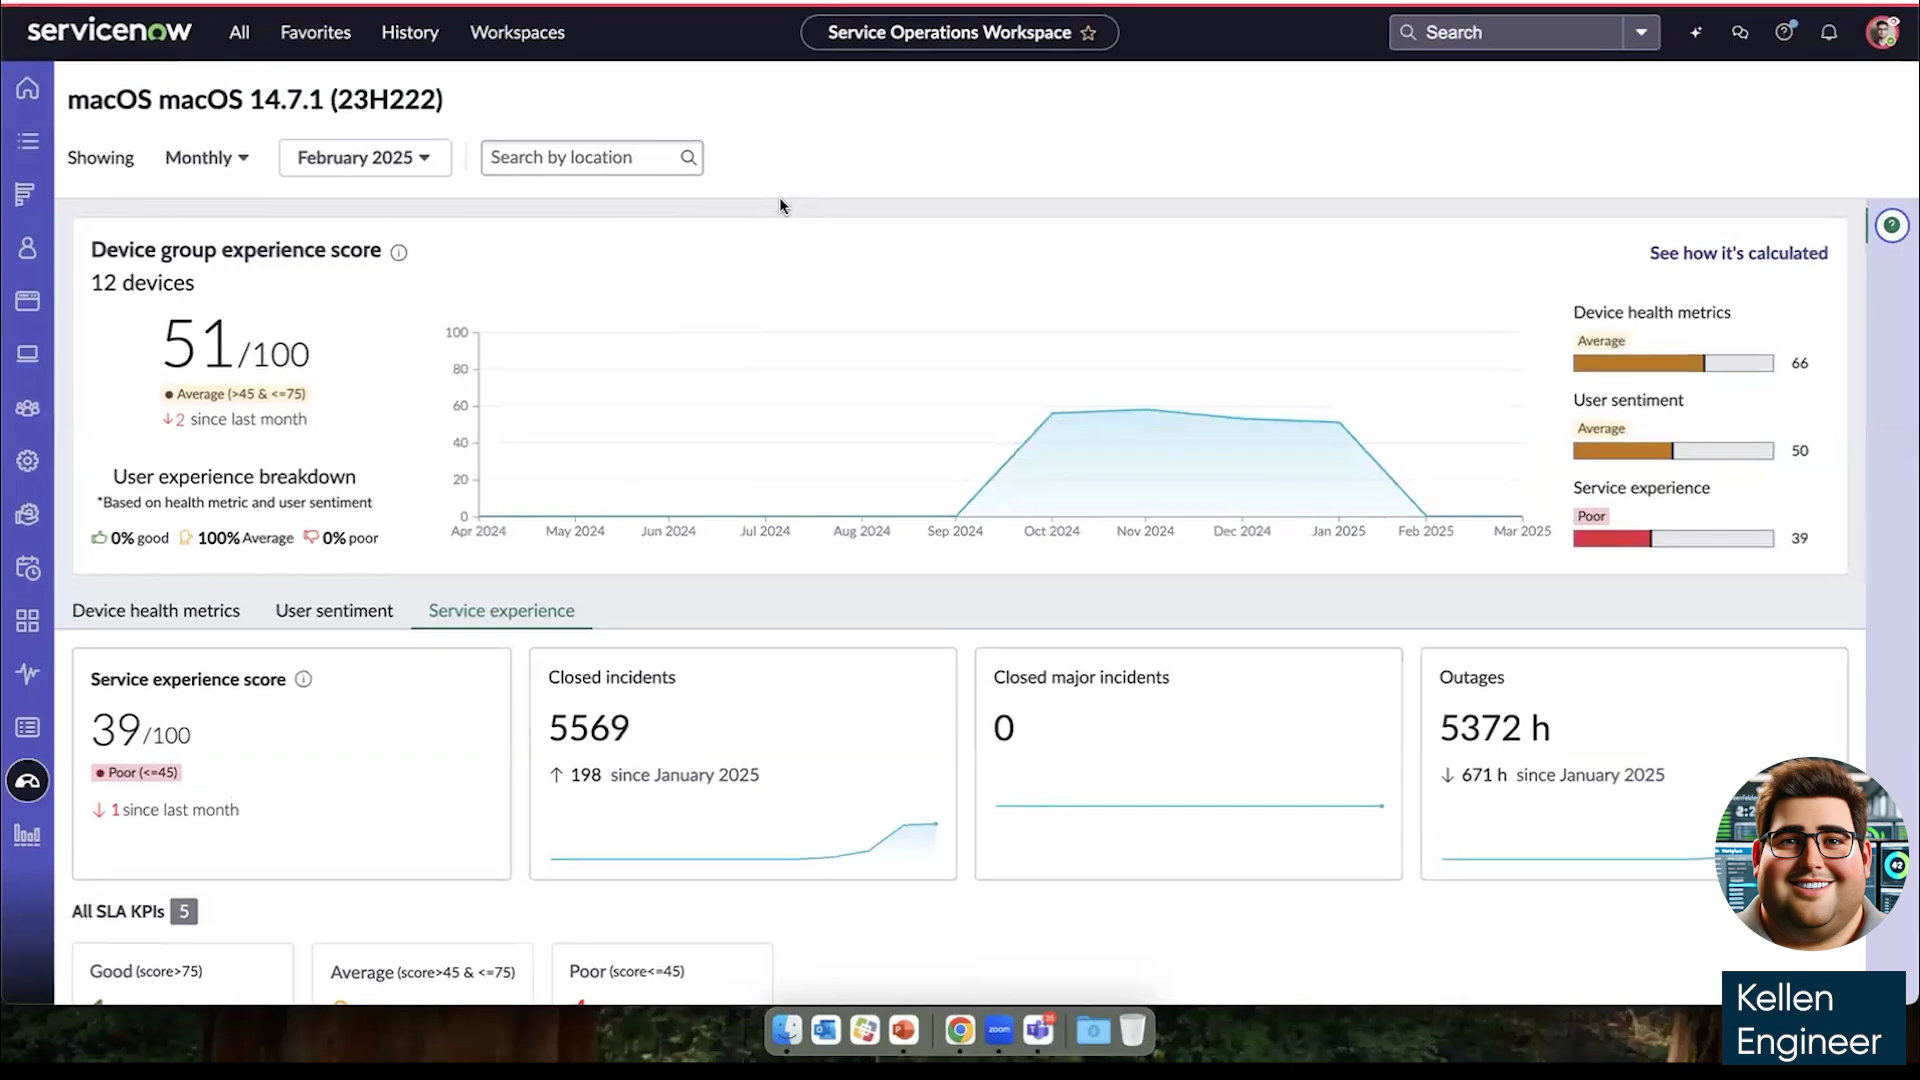 servicenow All Favorites History Workspaces Service Operations Workspace Search
macOS macOS 14.7.1 (23H222)
Showing Monthly February 2025 Search by location
Device group experience score
See how it's calculated
12 devices
51/100
Average (>45 & <=75)
↓2 since last month
User experience breakdown
*Based on health metric and user sentiment
0% good 100% Average 0% poor
100
80
60
40
20
0
Apr 2024 May 2024 Jun 2024 Jul 2024 Aug 2024 Sep 2024 Oct 2024 Nov 2024 Dec 2024 Jan 2025 Feb 2025 Mar 2025
Device health metrics
Average
66
User sentiment
Average
50
Service experience
Poor
39
Device health metrics User sentiment Service experience
Service experience score
39/100
Poor (<=45)
↓ 1 since last month
Closed incidents
5569
↑ 198 since January 2025
Closed major incidents
0
Outages
5372 h
↓ 671 h since January 2025
All SLA KPIs 5
Good (score>75)
Average (score>45 & <=75)
Poor (score<=45)
zoom
Kellen
Engineer